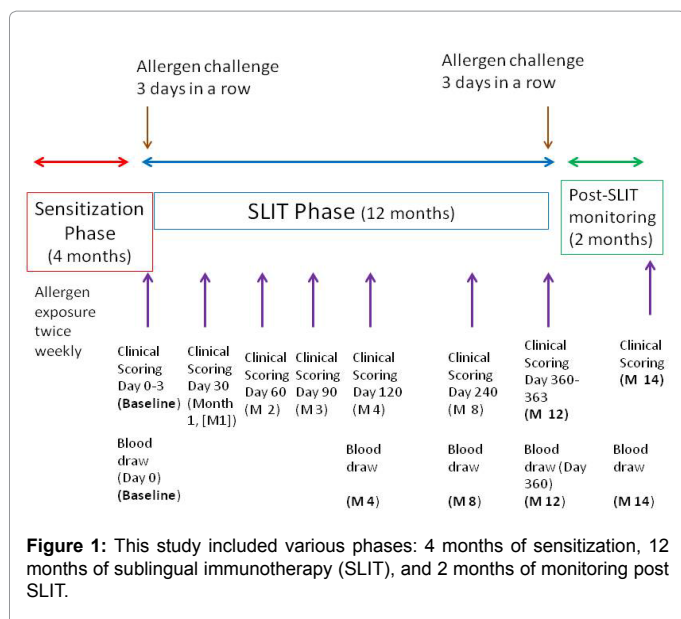 Allergen challenge
3 days in a row
Allergen challenge
3 days in a row
Sensitization
Phase
(4 months)
SLIT Phase (12 months)
Post-SLIT
monitoring
(2 months)
Allergen
exposure
twice
weekly
Clinical
Scoring
Day 0-3
(Baseline)
Blood
draw
(Day 0)
(Baseline)
Clinical
Scoring
Day 30
(Month
1, [M1])
Clinical
Scoring
Day 60
(M 2)
Clinical
Scoring
Day 90
(M 3)
Clinical
Scoring
Day 120
(M 4)
Blood
draw
(M 4)
Clinical
Scoring
Day 240
(M 8)
Blood
draw
(M 8)
Clinical
Scoring
Day 360-
363
(M 12)
Blood
draw (Day
360)
(M 12)
Clinical
Scoring
(M 14)
Blood
draw
(M 14)
Figure 1: This study included various phases: 4 months of sensitization, 12
months of sublingual immunotherapy (SLIT), and 2 months of monitoring post
SLIT.